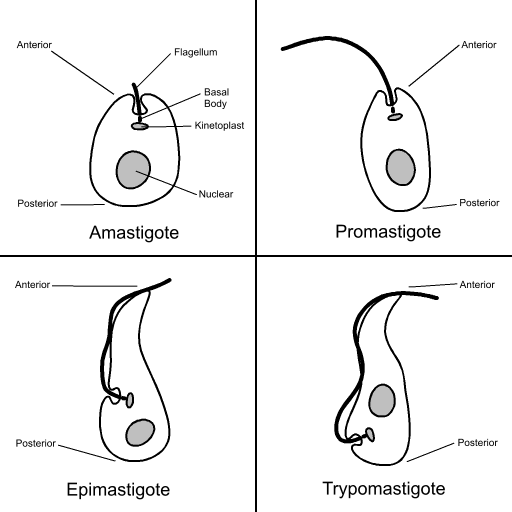 Anterior
Flagellum
Basal
Body
Kinetoplast
Nuclear
Posterior
Amastigote
Anterior
Posterior
Promastigote
Anterior
Posterior
Epimastigote
Anterior
Posterior
Trypomastigote